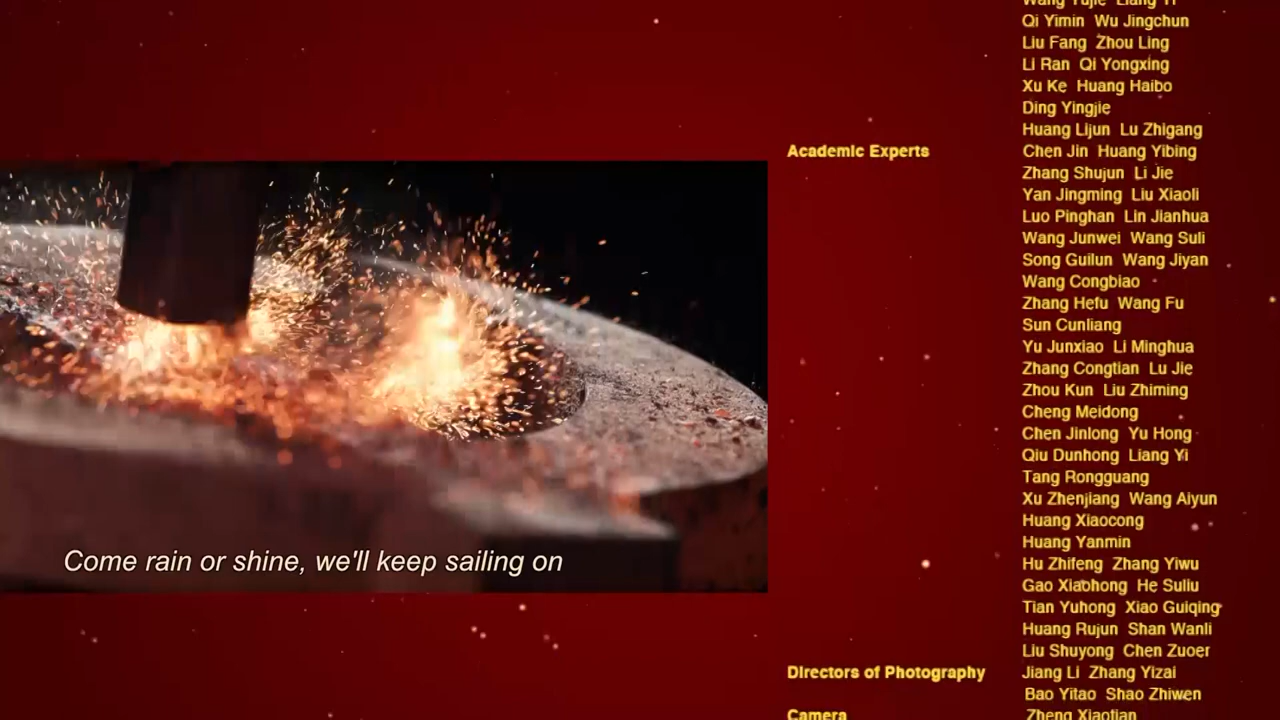 Wang Yujie Liang Yi
Qi Yimin Wu Jingchun
Liu Fang Zhou Ling
Li Ran Qi Yongxing
Xu Ke Huang Haibo
Ding Yingjie
Huang Lijun Lu Zhigang
Academic Experts Chen Jin Huang Yibing
Zhang Shujun Li Jie
Yan Jingming Liu Xiaoli
Luo Pinghan Lin Jianhua
Wang Junwei Wang Suli
Song Guilun Wang Jiyan
Wang Congbiao
Zhang Hefu Wang Fu
Sun Cunliang
Yu Junxiao Li Minghua
Zhang Congtian Lu Jie
Zhou Kun Liu Zhiming
Cheng Meidong
Chen Jinlong Yu Hong
Qiu Dunhong Liang Yi
Tang Rongguang
Xu Zhenjiang Wang Aiyun
Huang Xiaocong
Huang Yanmin
Hu Zhifeng Zhang Yiwu
Gao Xiaohong He Suliu
Tian Yuhong Xiao Guiqing
Huang Rujun Shan Wanli
Liu Shuyong Chen Zuoer
Directors of Photography Jiang Li Zhang Yizai
Bao Yitao Shao Zhiwen
Camera Zheng Xiaotian
Come rain or shine, we'll keep sailing on